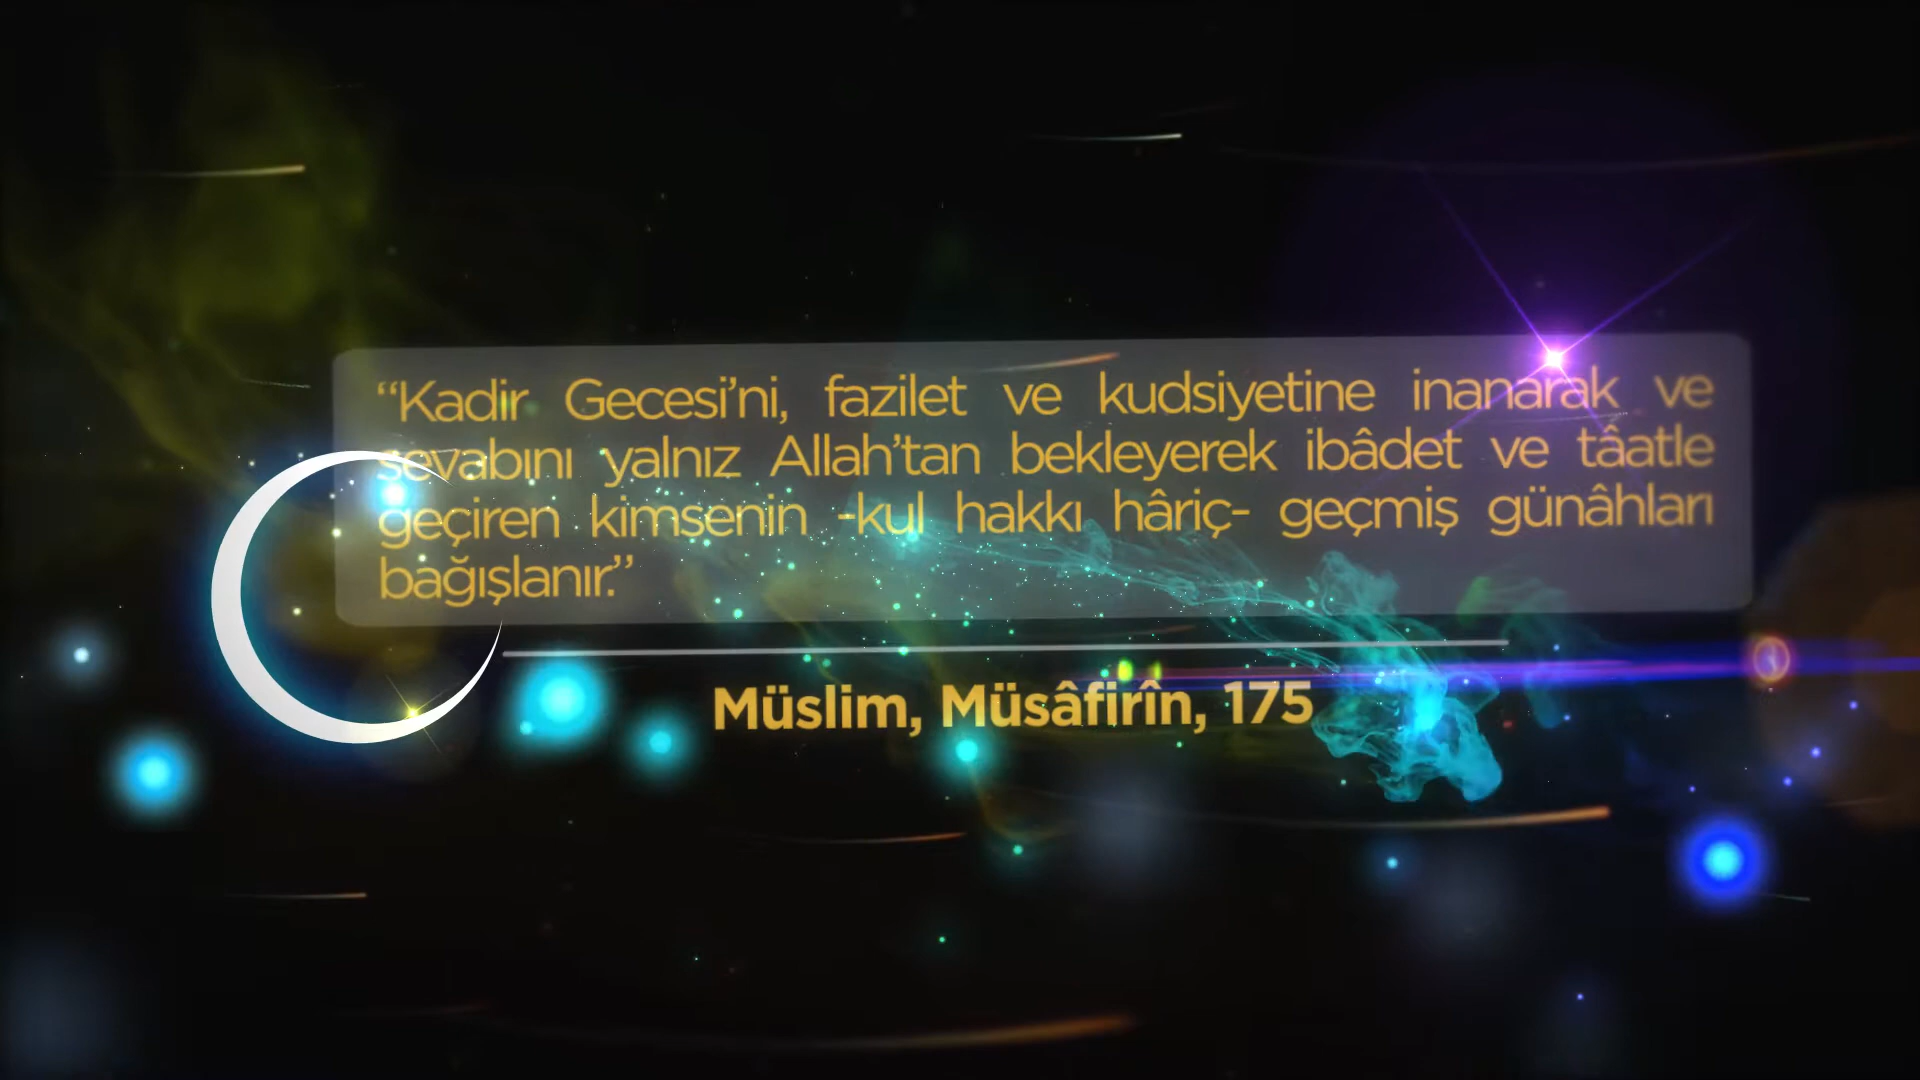 “Kadir Gecesi’ni, fazilet ve kudsiyetine inanarak ve
sevabını yalnız Allah’tan bekleyerek ibâdet ve tâatle
geçiren kimsenin -kul hakkı hâriç- geçmiş günâhları
bağışlanır.”
Müslim, Müsâfirîn, 175